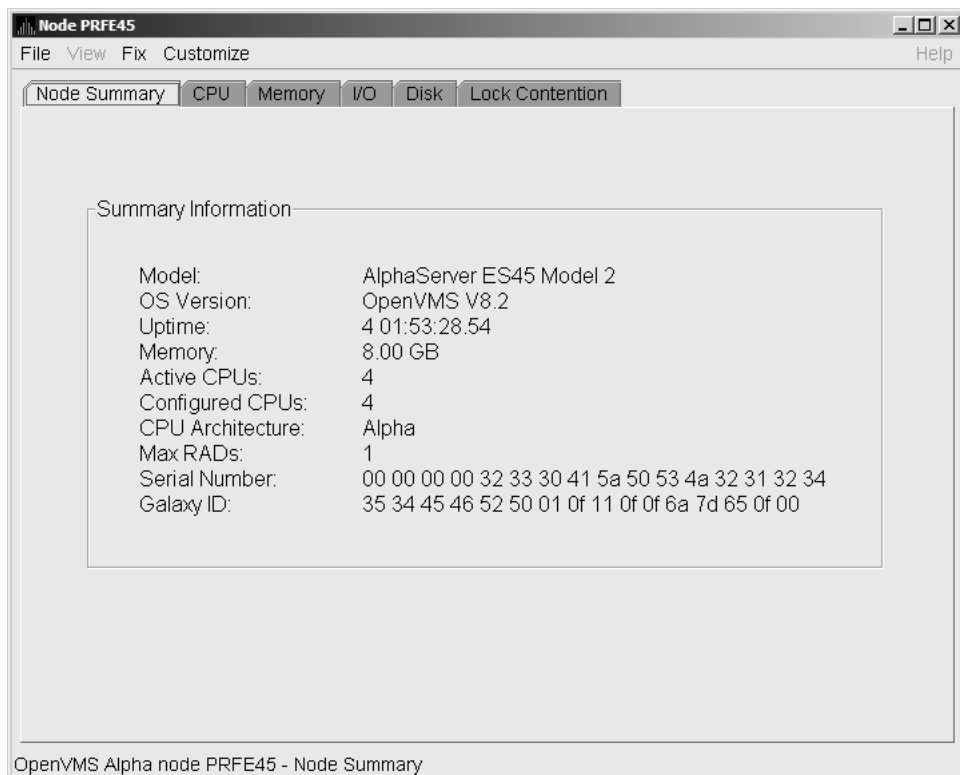 Node PRFE45
File View Fix Customize Help
Node Summary CPU Memory I/O Disk Lock Contention
Summary Information
Model: AlphaServer ES45 Model 2
OS Version: OpenVMS V8.2
Uptime: 4 01:53:28.54
Memory: 8.00 GB
Active CPUs: 4
Configured CPUs: 4
CPU Architecture: Alpha
Max RADs: 1
Serial Number: 00 00 00 00 32 33 30 41 5a 50 53 4a 32 31 32 34
Galaxy ID: 35 34 45 46 52 50 01 0f 11 0f 0f 6a 7d 65 0f 00
OpenVMS Alpha node PRFE45 - Node Summary